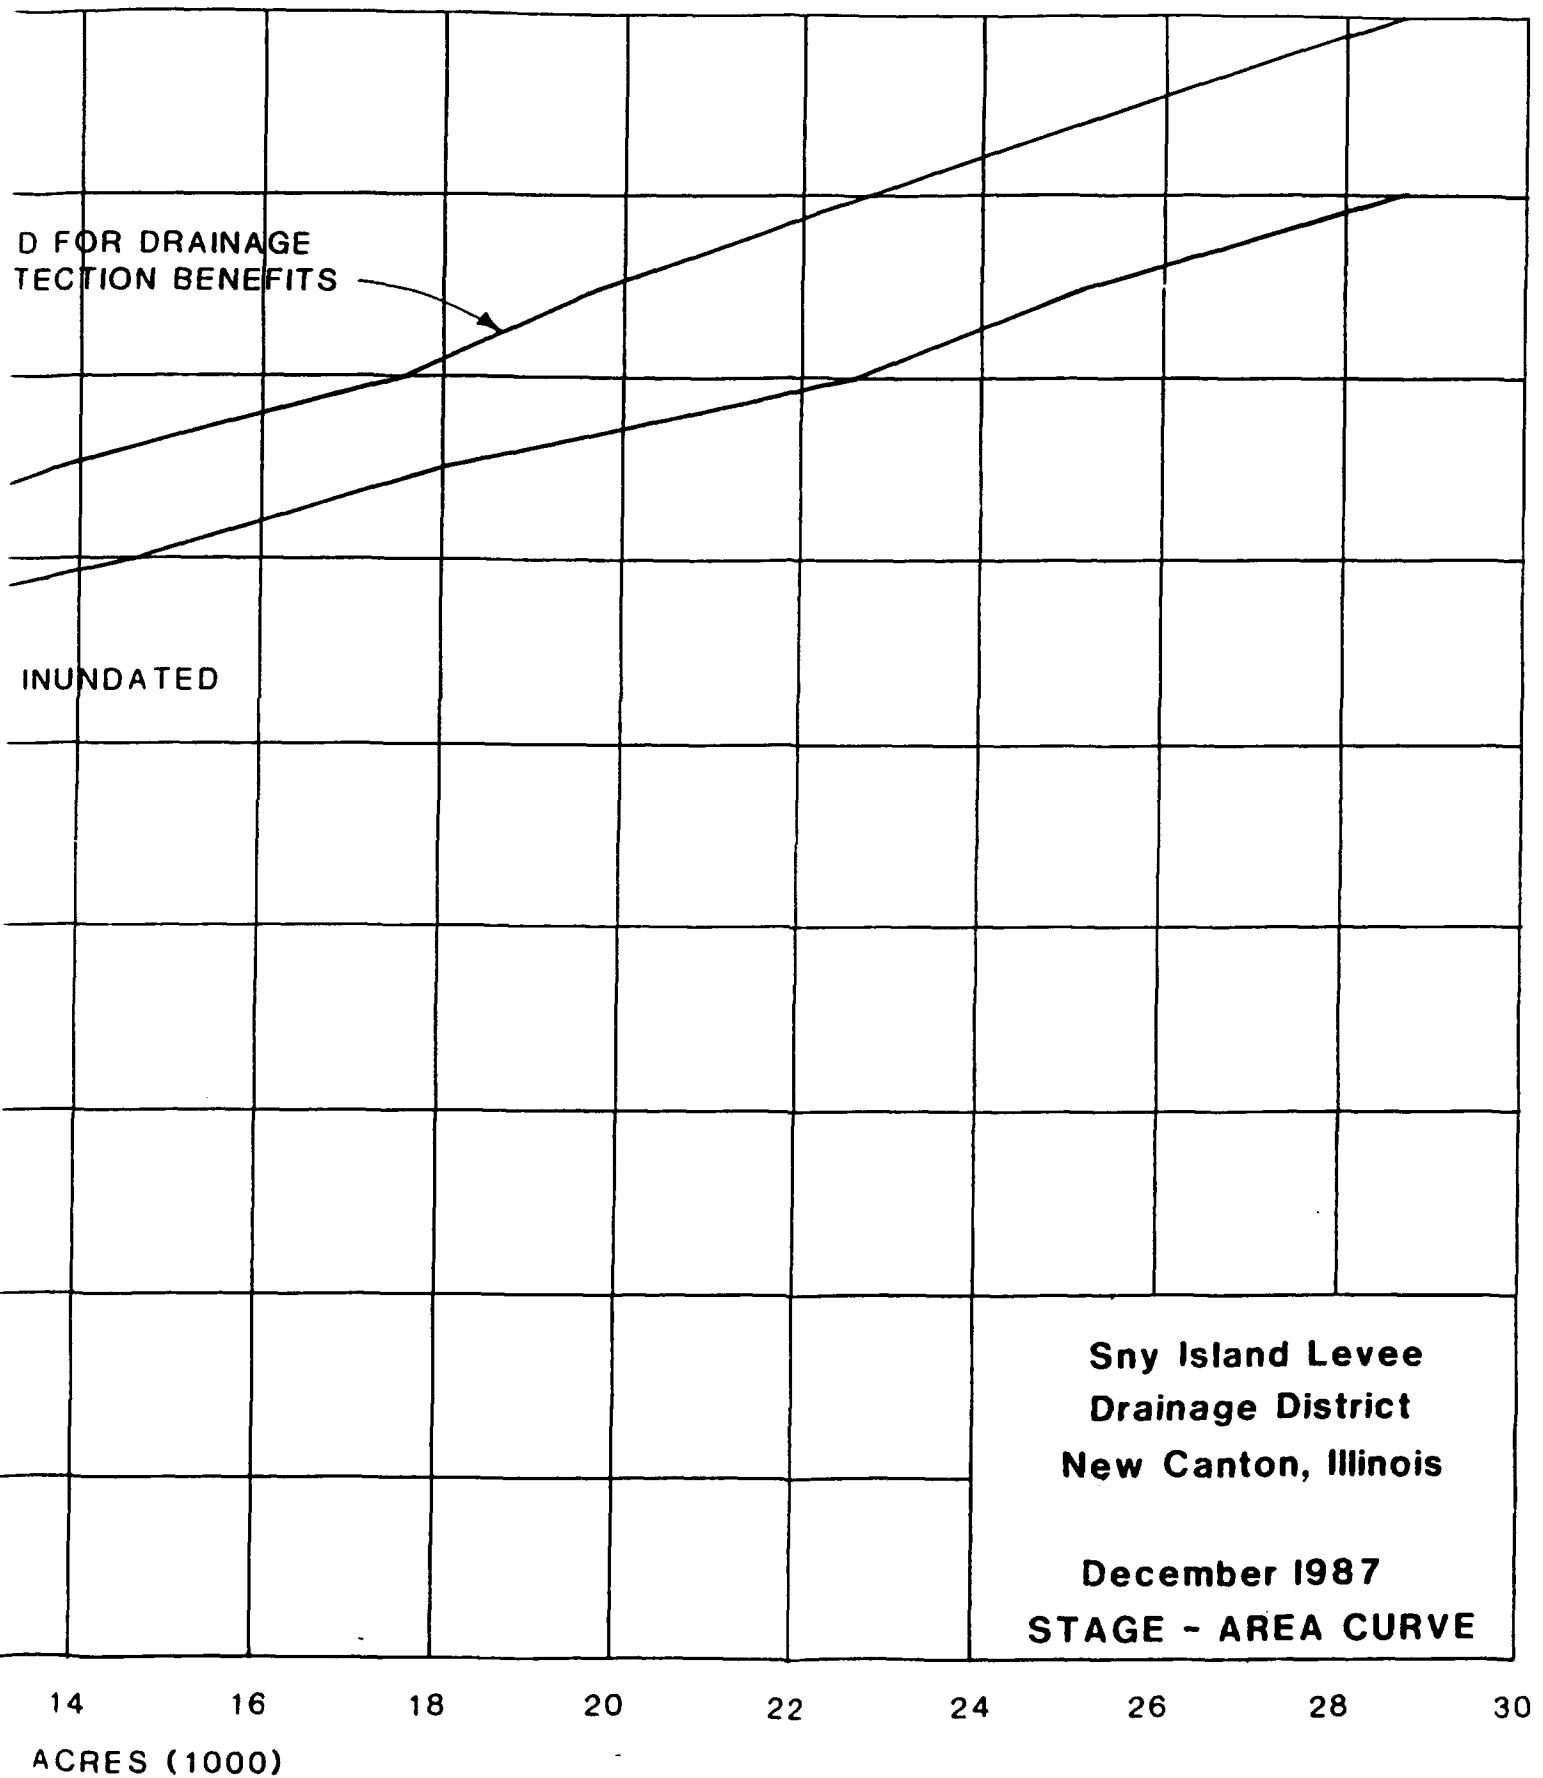 D FOR DRAINAGE
TECTION BENEFITS
INUNDATED
Sny Island Levee
Drainage District
New Canton, Illinois
December 1987
STAGE - AREA CURVE
14 16 18 20 22 24 26 28 30
ACRES (1000)